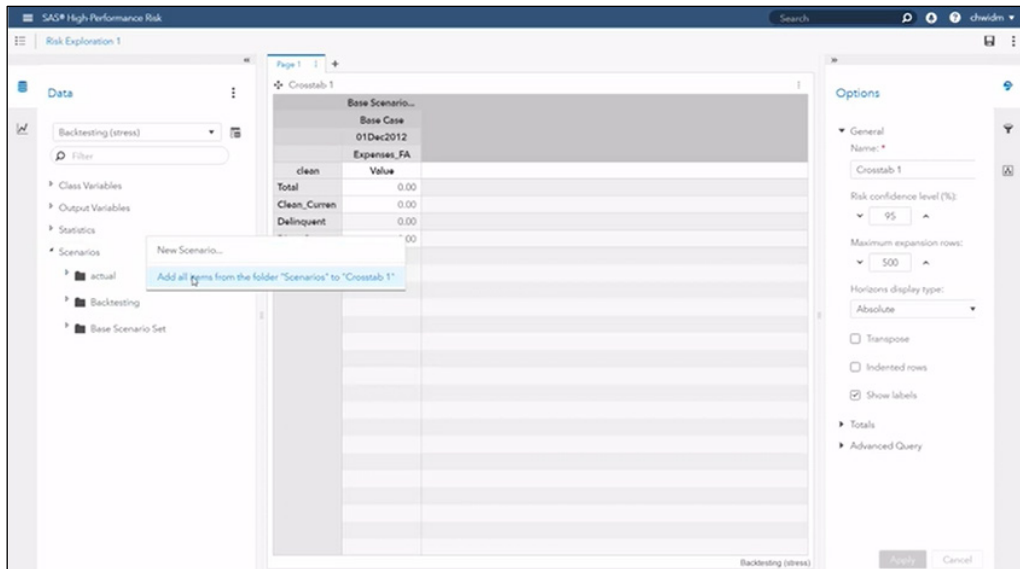 SAS® High-Performance Risk
Search
chwidm
Risk Exploration 1
Data
Backtesting (stress)
Filter
Class Variables
Output Variables
Statistics
Scenarios
actual
Backtesting
Base Scenario Set
New Scenario...
Add all items from the folder "Scenarios" to "Crosstab 1"
Page 1
Crosstab 1
Base Scenario...
Base Case
01Dec2012
Expenses_FA
clean Value
Total 0.00
Clean_Curren 0.00
Delinquent 0.00
.00
Backtesting (stress)
Options
General
Name: *
Crosstab 1
Risk confidence level (%):
95
Maximum expansion rows:
500
Horizons display type:
Absolute
Transpose
Indented rows
Show labels
Totals
Advanced Query
Apply Cancel